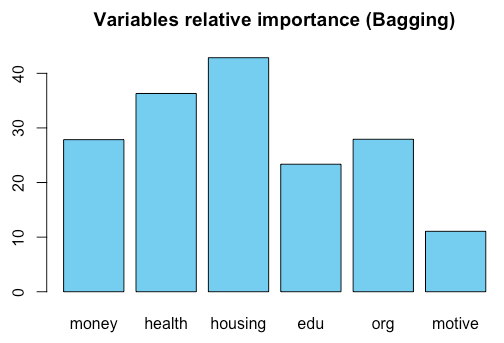 Variables relative importance (Bagging)
40
30
20
10
0
money health housing edu org motive